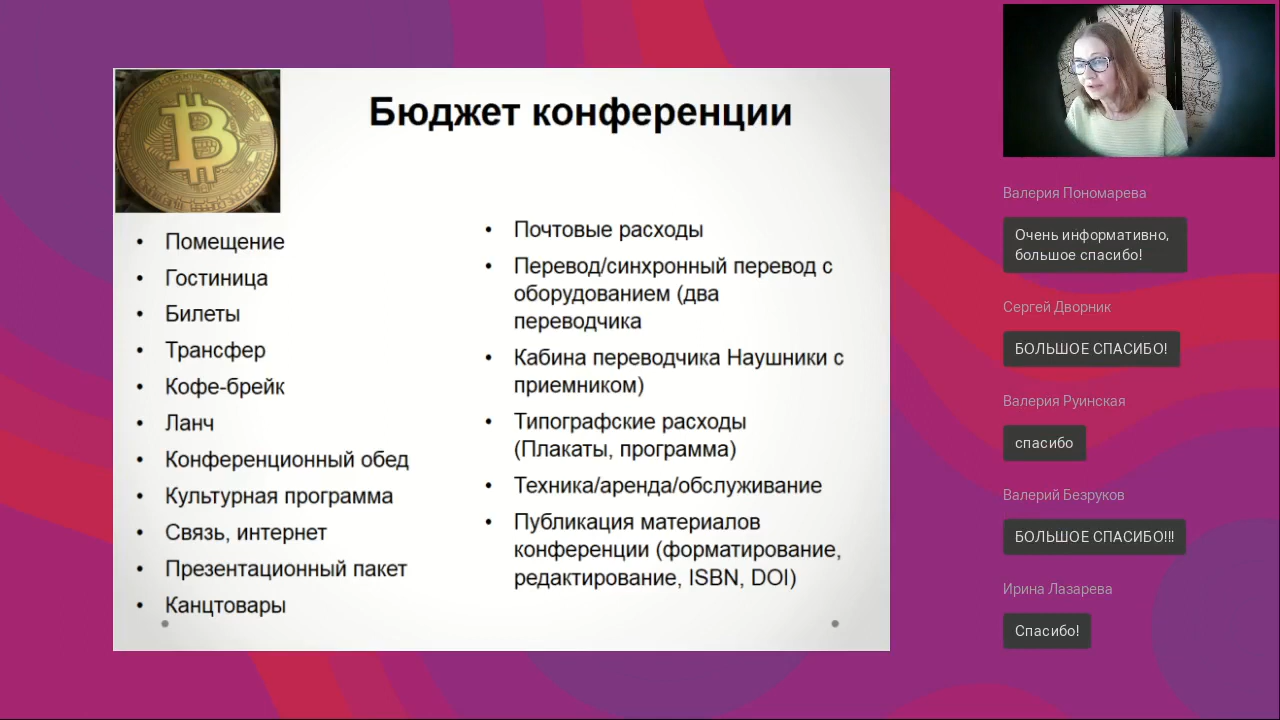 Бюджет конференции
Помещение
Гостиница
Билеты
Трансфер
Кофе-брейк
Ланч
Конференционный обед
Культурная программа
Связь, интернет
Презентационный пакет
Канцтовары
Почтовые расходы
Перевод/синхронный перевод с
оборудованием (два
переводчика
Кабина переводчика Наушники с
приемником)
Типографские расходы
(Плакаты, программа)
Техника/аренда/обслуживание
Публикация материалов
конференции (форматирование,
редактирование, ISBN, DOI)
Валерия Пономарева
Очень информативно,
большое спасибо!
Сергей Дворник
БОЛЬШОЕ СПАСИБО!
Валерия Руинская
спасибо
Валерий Безруков
БОЛЬШОЕ СПАСИБО!!!
Ирина Лазарева
Спасибо!